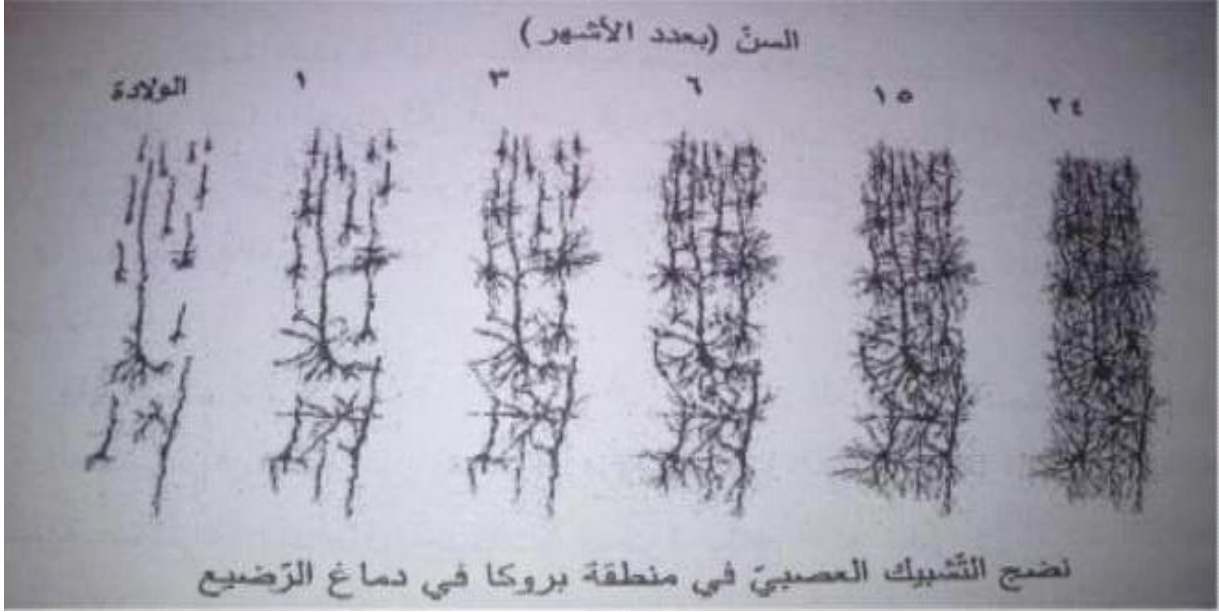 السنّ (بعدد الأشهر)
الولادة ١ ٣ ٦ ١٥ ٢٤
نضج التّشبيك العصبيّ في منطقة بروكا في دماغ الرّضيع